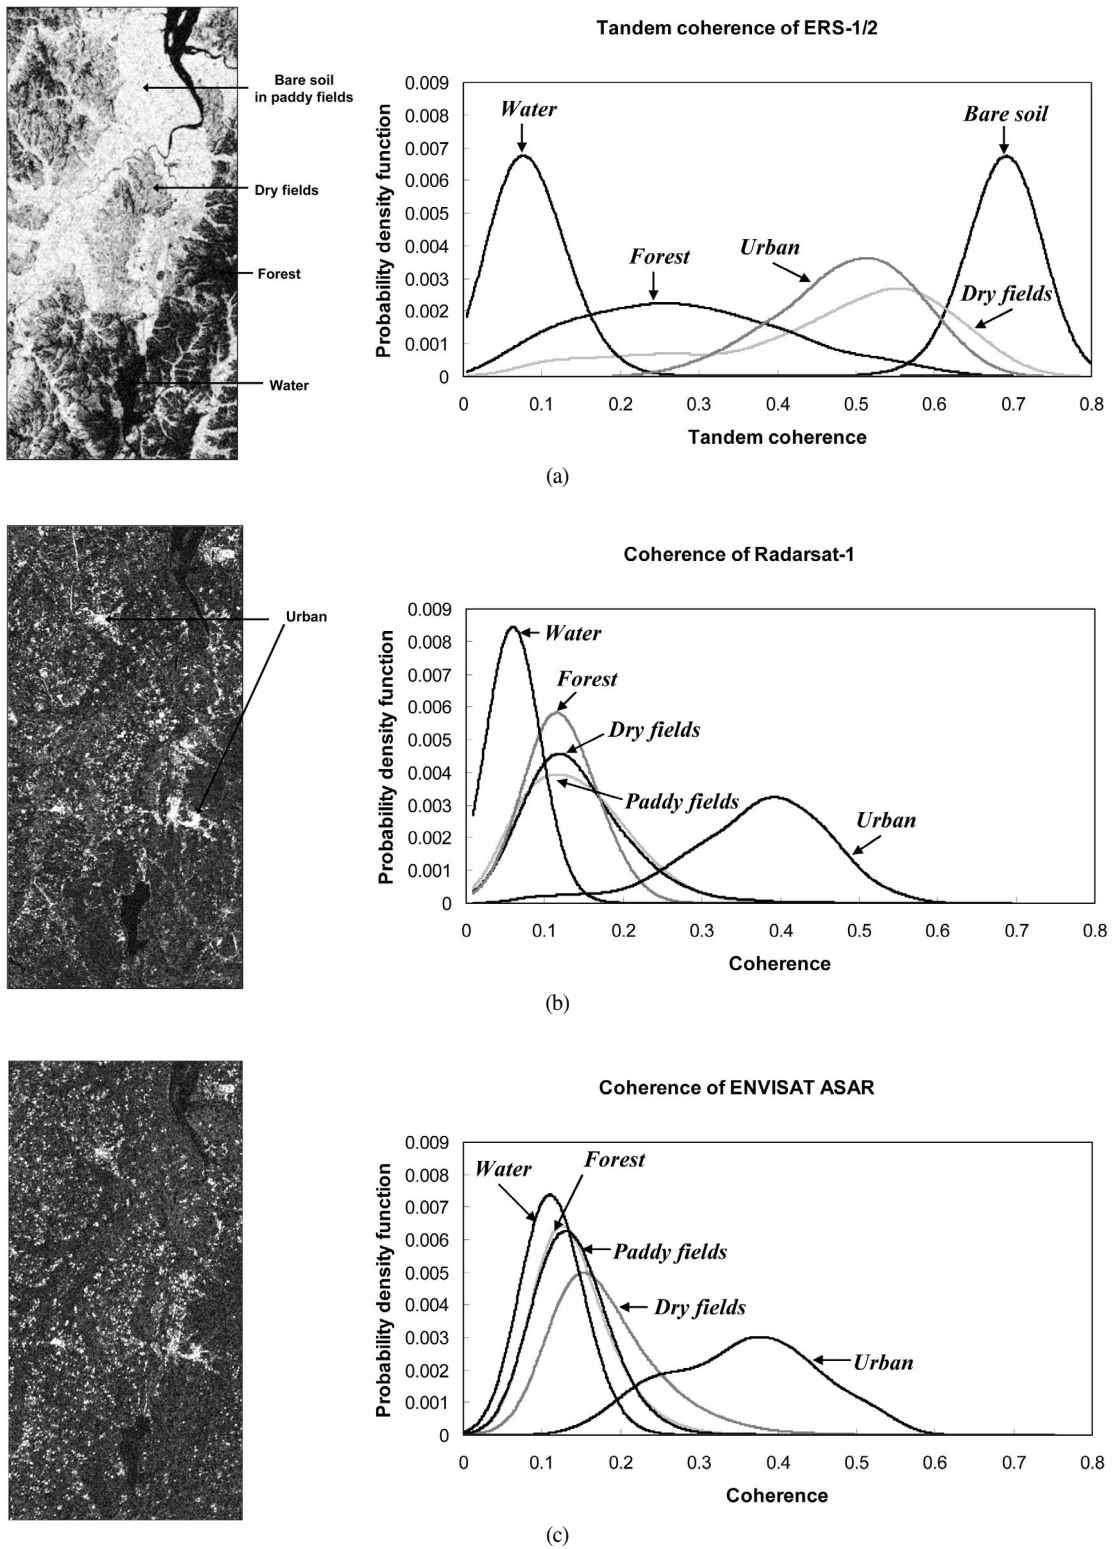 Tandem coherence of ERS-1/2
Bare soil
in paddy fields
Dry fields
Forest
Water
Probability density function
0.009
0.008
0.007
0.006
0.005
0.004
0.003
0.002
0.001
0
Water
Bare soil
Forest
Urban
Dry fields
0 0.1 0.2 0.3 0.4 0.5 0.6 0.7 0.8
Tandem coherence
(a)
Coherence of Radarsat-1
Urban
Probability density function
0.009
0.008
0.007
0.006
0.005
0.004
0.003
0.002
0.001
0
Water
Forest
Dry fields
Paddy fields
Urban
0 0.1 0.2 0.3 0.4 0.5 0.6 0.7 0.8
Coherence
(b)
Coherence of ENVISAT ASAR
Probability density function
0.009
0.008
0.007
0.006
0.005
0.004
0.003
0.002
0.001
0
Water
Forest
Paddy fields
Dry fields
Urban
0 0.1 0.2 0.3 0.4 0.5 0.6 0.7 0.8
Coherence
(c)